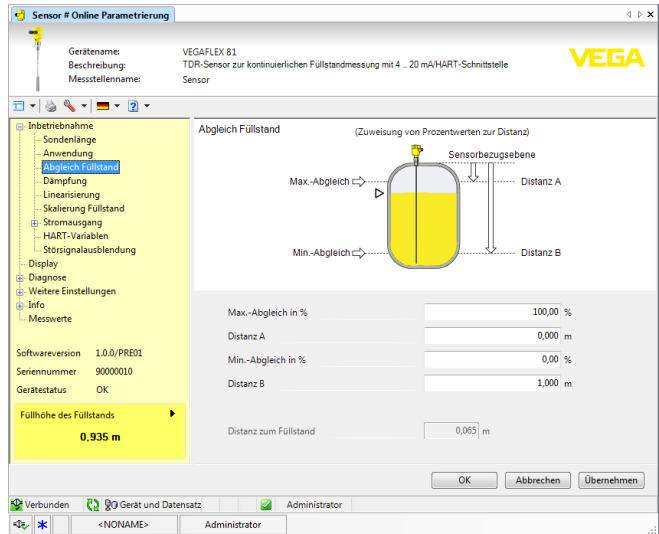 Sensor # Online Parametrierung
Gerätename: VEGAFLEX 81
Beschreibung: TDR-Sensor zur kontinuierlichen Füllstandmessung mit 4 .. 20 mA/HART-Schnittstelle
Messstellenname: Sensor
VEGA
Inbetriebnahme
Sondenlänge
Anwendung
Abgleich Füllstand
Dämpfung
Linearisierung
Skalierung Füllstand
Stromausgang
HART-Variablen
Störsignalausblendung
Display
Diagnose
Weitere Einstellungen
Info
Messwerte
Softwareversion 1.0.0/PRE01
Seriennummer 90000010
Gerätestatus OK
Füllhöhe des Füllstands
0,935 m
Abgleich Füllstand
(Zuweisung von Prozentwerten zur Distanz)
Sensorbezugsebene
Max.-Abgleich
Distanz A
Min.-Abgleich
Distanz B
Max.-Abgleich in % 100,00 %
Distanz A 0,000 m
Min.-Abgleich in % 0,00 %
Distanz B 1,000 m
Distanz zum Füllstand 0,065 m
OK Abbrechen Übernehmen
Verbunden Gerät und Datensatz Administrator
<NONAME> Administrator